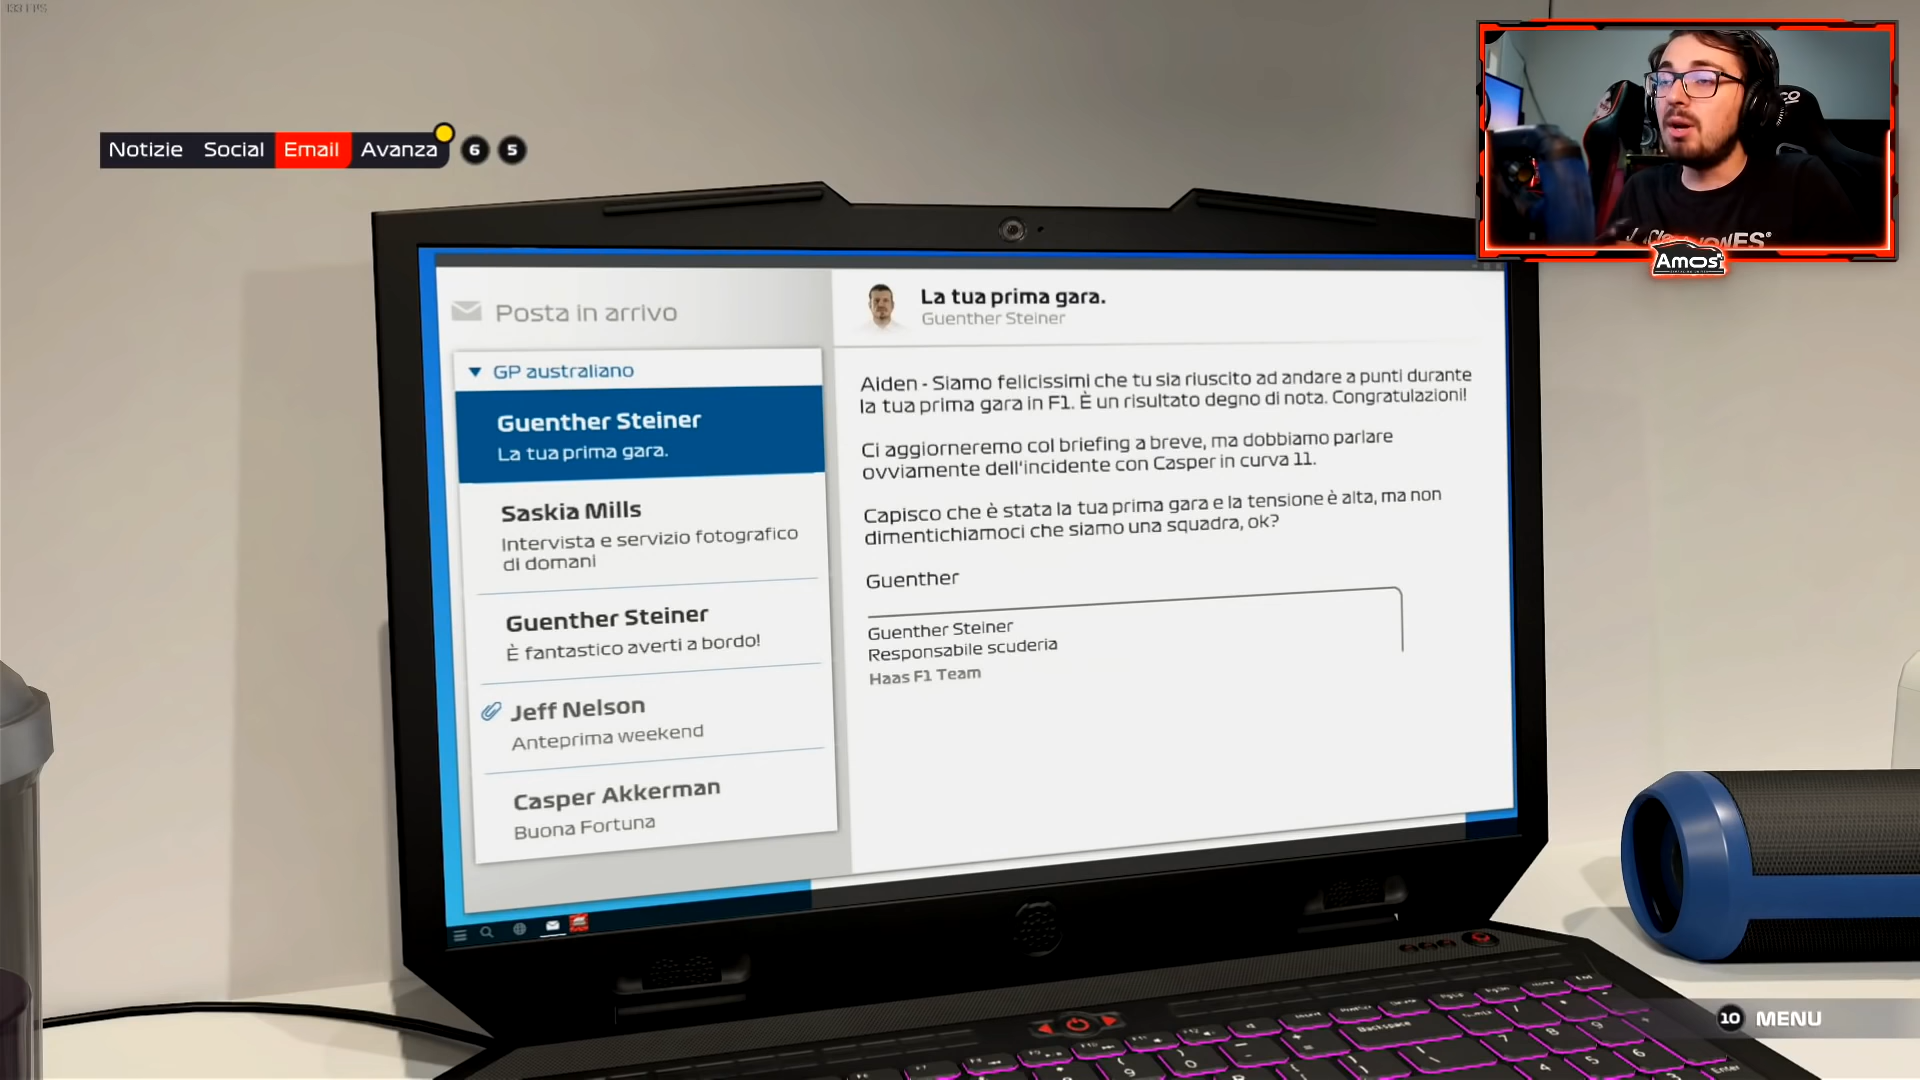 Notizie Social Email Avanza 6 5
Posta in arrivo
GP australiano
Guenther Steiner
La tua prima gara.
Saskia Mills
Intervista e servizio fotografico
di domani
Guenther Steiner
È fantastico averti a bordo!
Jeff Nelson
Anteprima weekend
Casper Akkerman
Buona Fortuna
La tua prima gara.
Guenther Steiner
Aiden - Siamo felicissimi che tu sia riuscito ad andare a punti durante
la tua prima gara in F1. È un risultato degno di nota. Congratulazioni!
Ci aggiorneremo col briefing a breve, ma dobbiamo parlare
ovviamente dell'incidente con Casper in curva 11.
Capisco che è stata la tua prima gara e la tensione è alta, ma non
dimentichiamoci che siamo una squadra, ok?
Guenther
Guenther Steiner
Responsabile scuderia
Haas F1 Team
Amos
Backspace
Enter
10 MENU